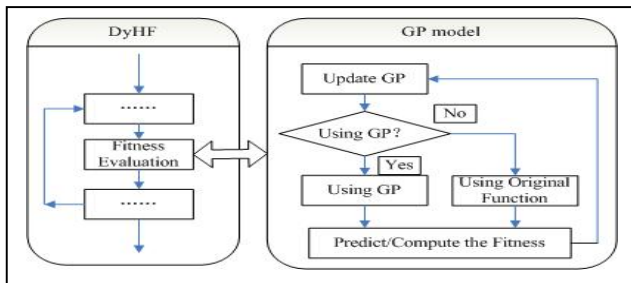 DyHF
······
Fitness
Evaluation
······
GP model
Update GP
Using GP?
No
Yes
Using GP
Using Original
Function
Predict/Compute the Fitness